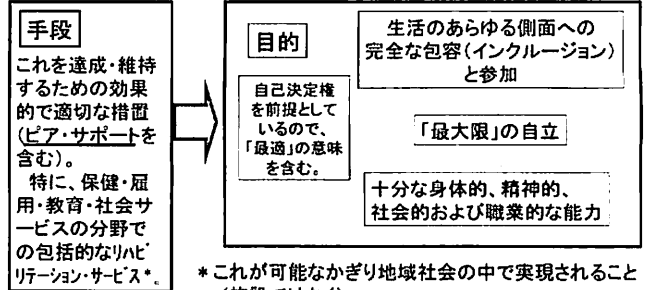 手段
これを達成・維持
するための効果
的で適切な措置
(ピア・サポートを
含む)。
特に、保健・雇
用・教育・社会サ
ービスの分野で
の包括的なリハビ
リテーション・サービス*。
目的
自己決定権
を前提として
いるので、
「最適」の意味
を含む。
生活のあらゆる側面への
完全な包容(インクルージョン)
と参加
「最大限」の自立
十分な身体的、精神的、
社会的および職業的な能力
*これが可能なかぎり地域社会の中で実現されること